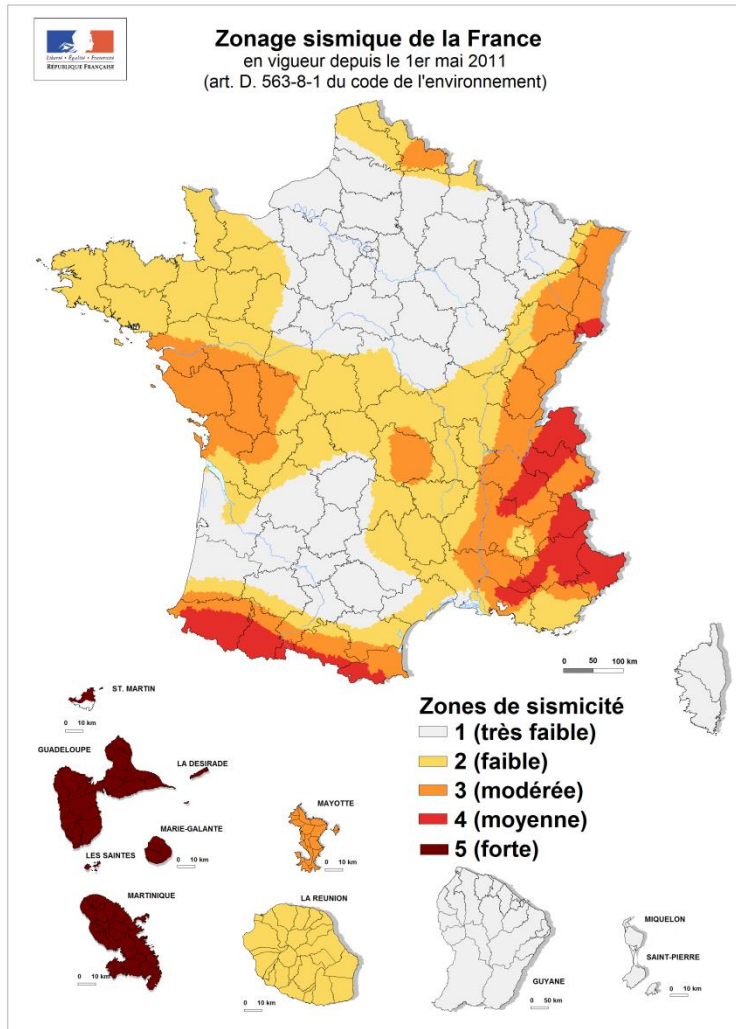 Zonage sismique de la France
en vigueur depuis le 1er mai 2011
(art. D. 563-8-1 du code de l'environnement)
Liberté • Égalité • Fraternité
RÉPUBLIQUE FRANÇAISE
0 50 100 km
ST. MARTIN
0 10 km
GUADELOUPE
LA DESIRADE
MARIE-GALANTE
0 10 km
LES SAINTES
MAYOTTE
0 10 km
Zones de sismicité
1 (très faible)
2 (faible)
3 (modérée)
4 (moyenne)
5 (forte)
MARTINIQUE
0 10 km
LA REUNION
0 10 km
GUYANE
0 50 km
MIQUELON
SAINT-PIERRE
0 10 km